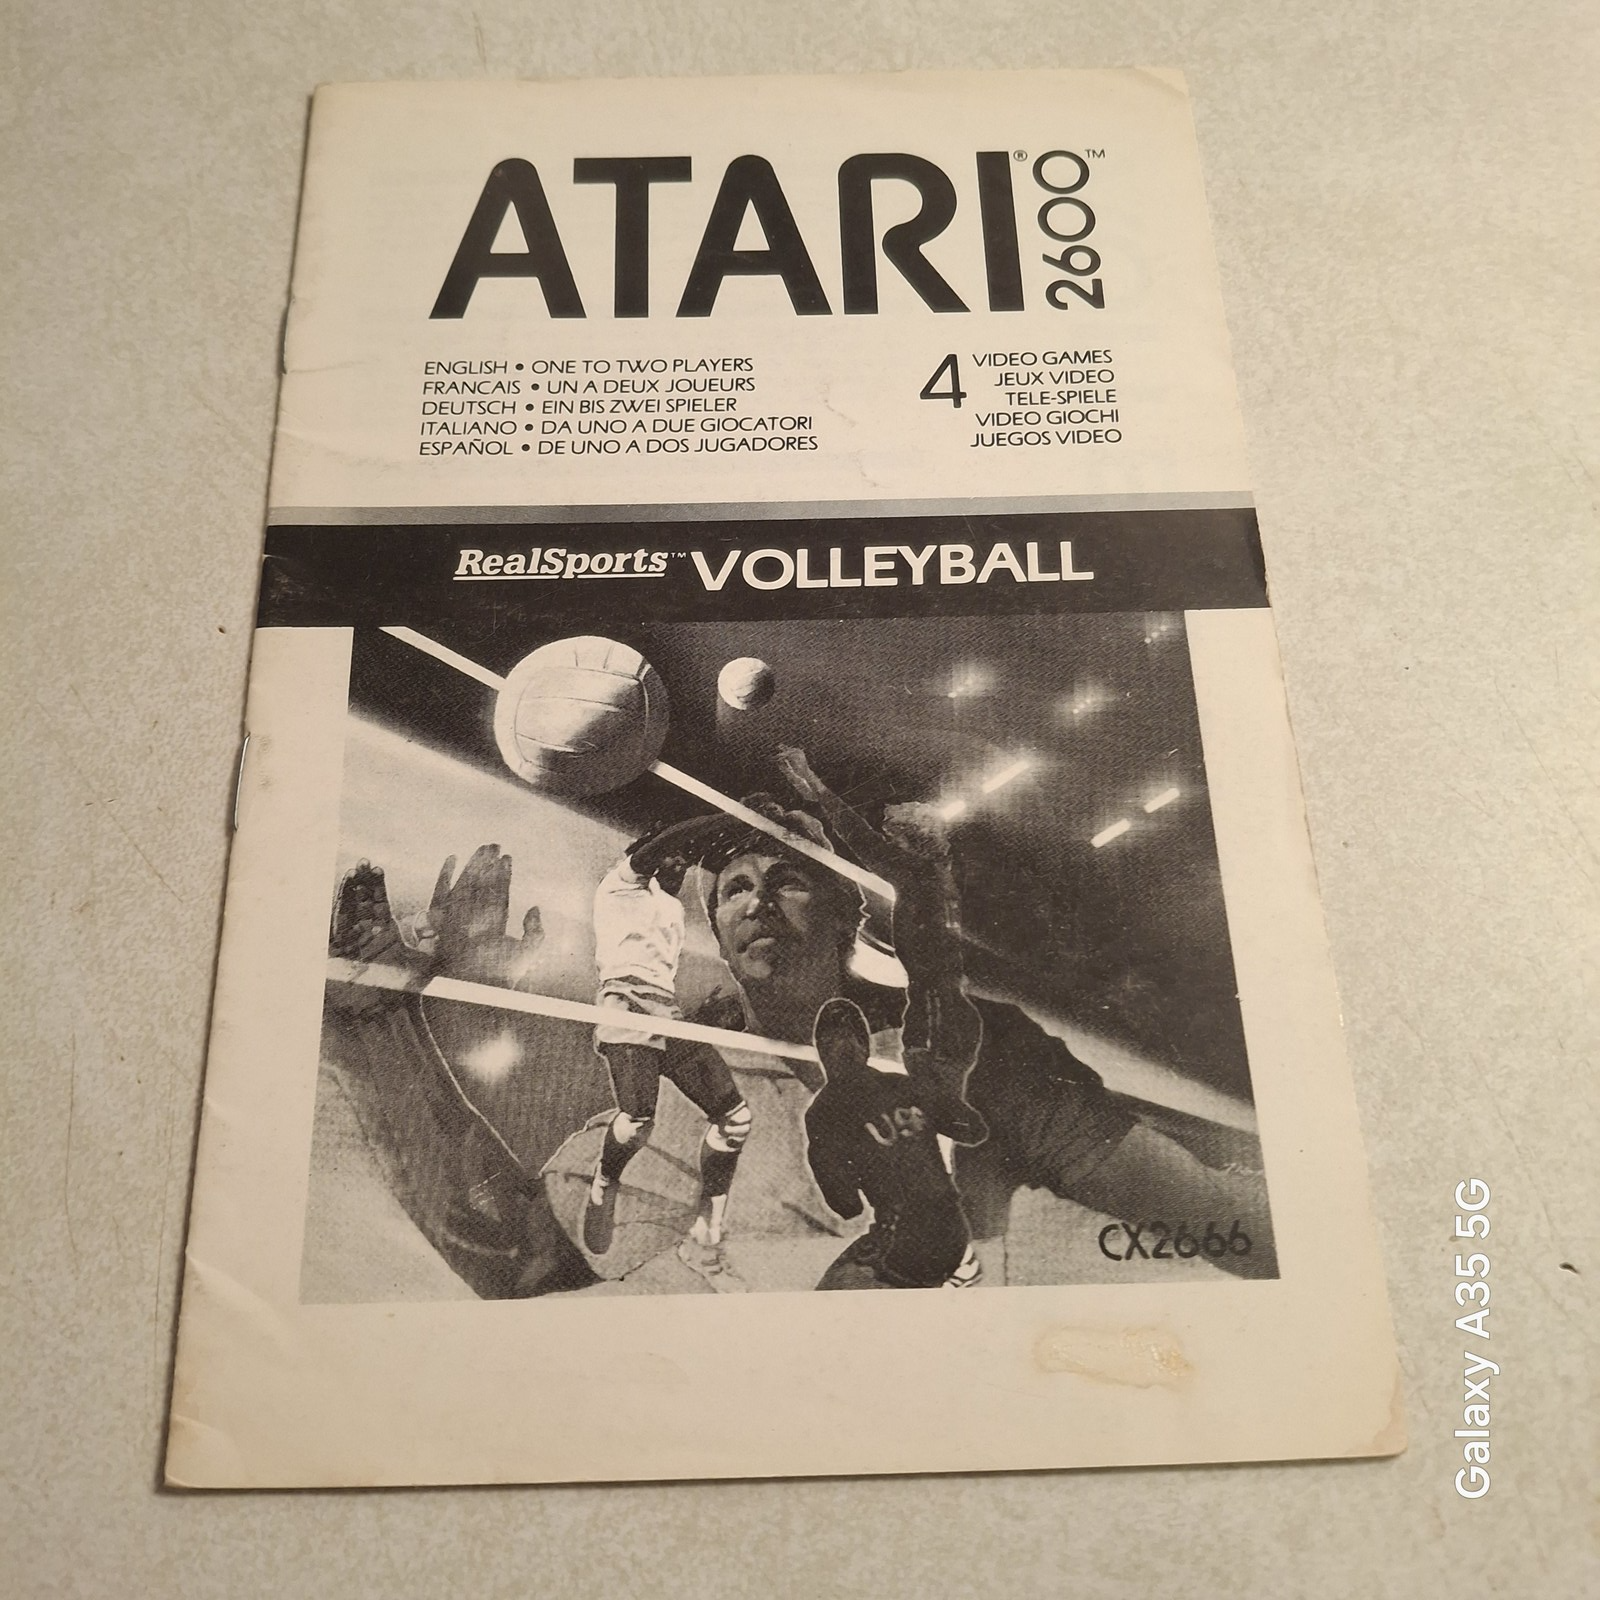 ATARI® 2600™
ENGLISH • ONE TO TWO PLAYERS
FRANCAIS • UN A DEUX JOUEURS
DEUTSCH • EIN BIS ZWEI SPIELER
ITALIANO • DA UNO A DUE GIOCATORI
ESPAÑOL • DE UNO A DOS JUGADORES
4 VIDEO GAMES
JEUX VIDEO
TELE-SPIELE
VIDEO GIOCHI
JUEGOS VIDEO
RealSports™ VOLLEYBALL
USA
CX2666
Galaxy A35 5G